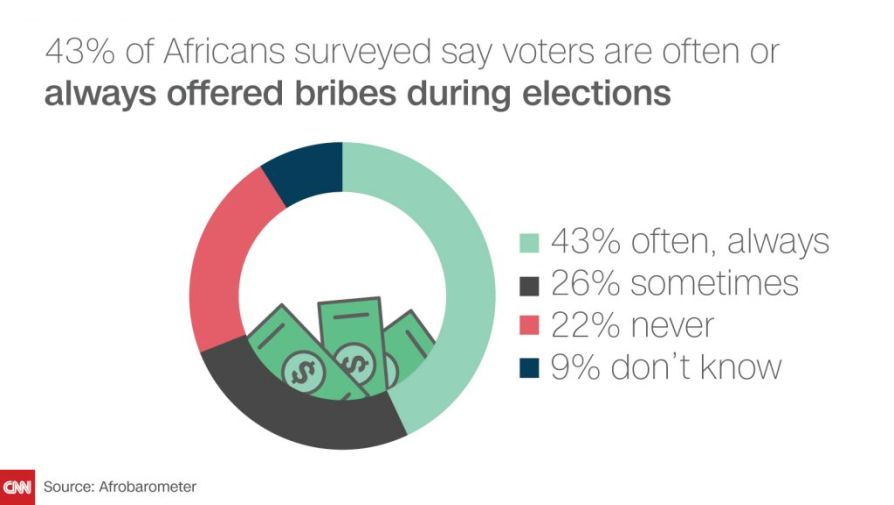 43% of Africans surveyed say voters are often or
always offered bribes during elections
43% often, always
26% sometimes
22% never
9% don't know
$ $
CNN Source: Afrobarometer